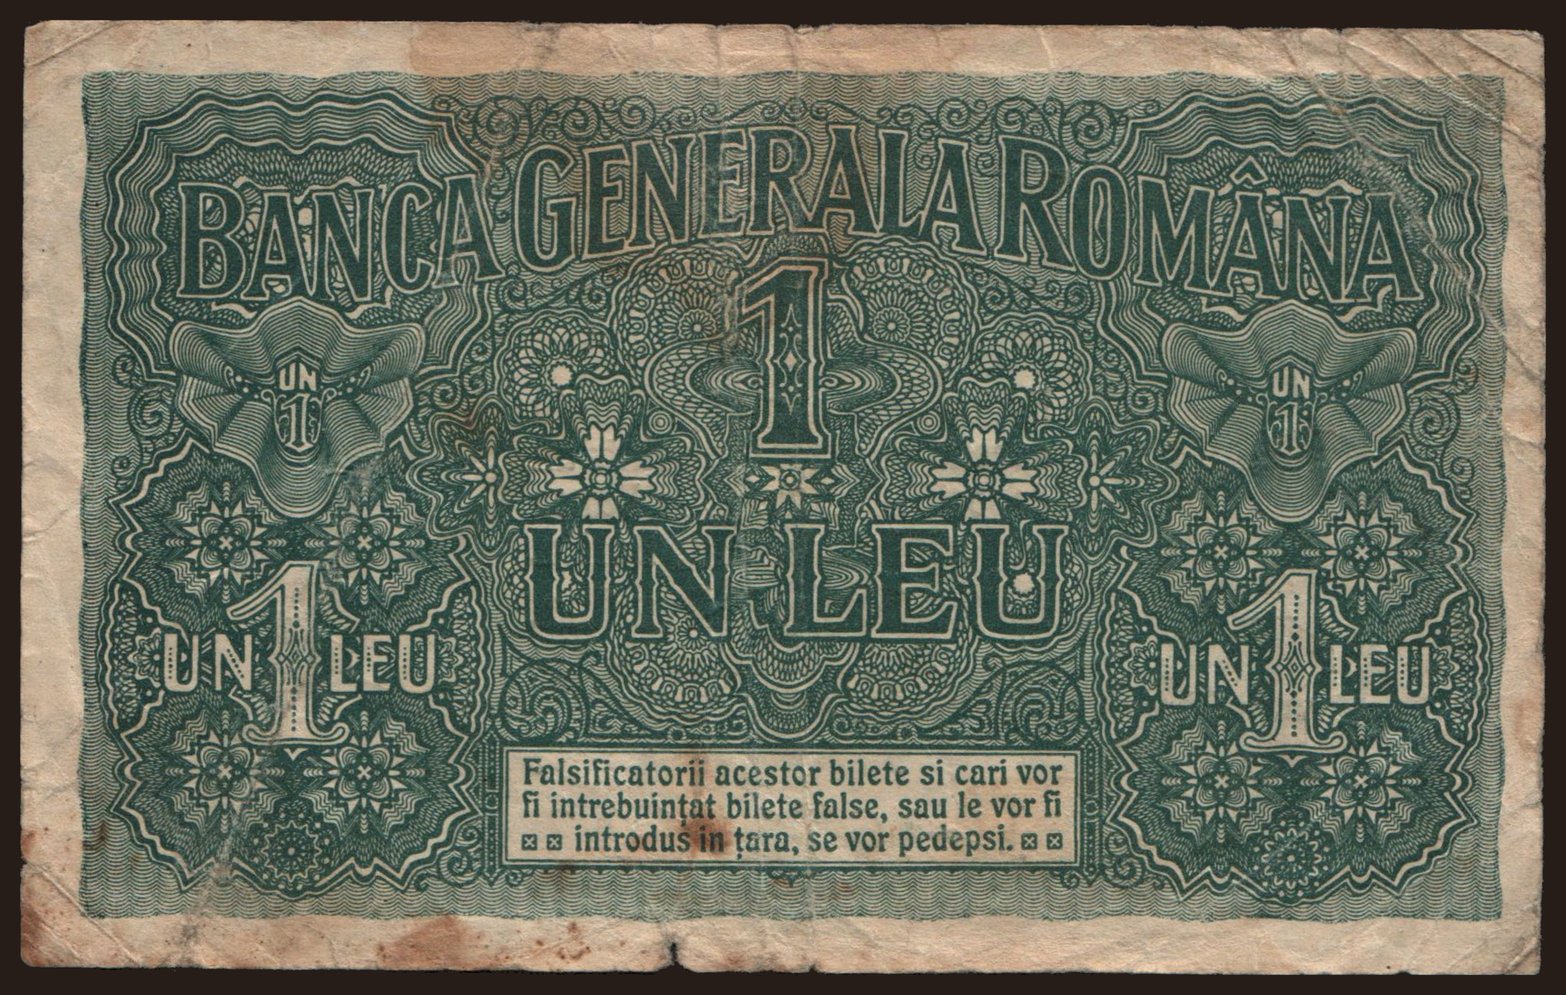 BANCA GENERALA ROMÂNA
1
UN
1
UN
1
UN LEU
UN 1 LEU
UN 1 LEU
Falsificatorii acestor bilete si cari vor
fi intrebuințat bilete false, sau le vor fi
introdus in țara, se vor pedepsi.